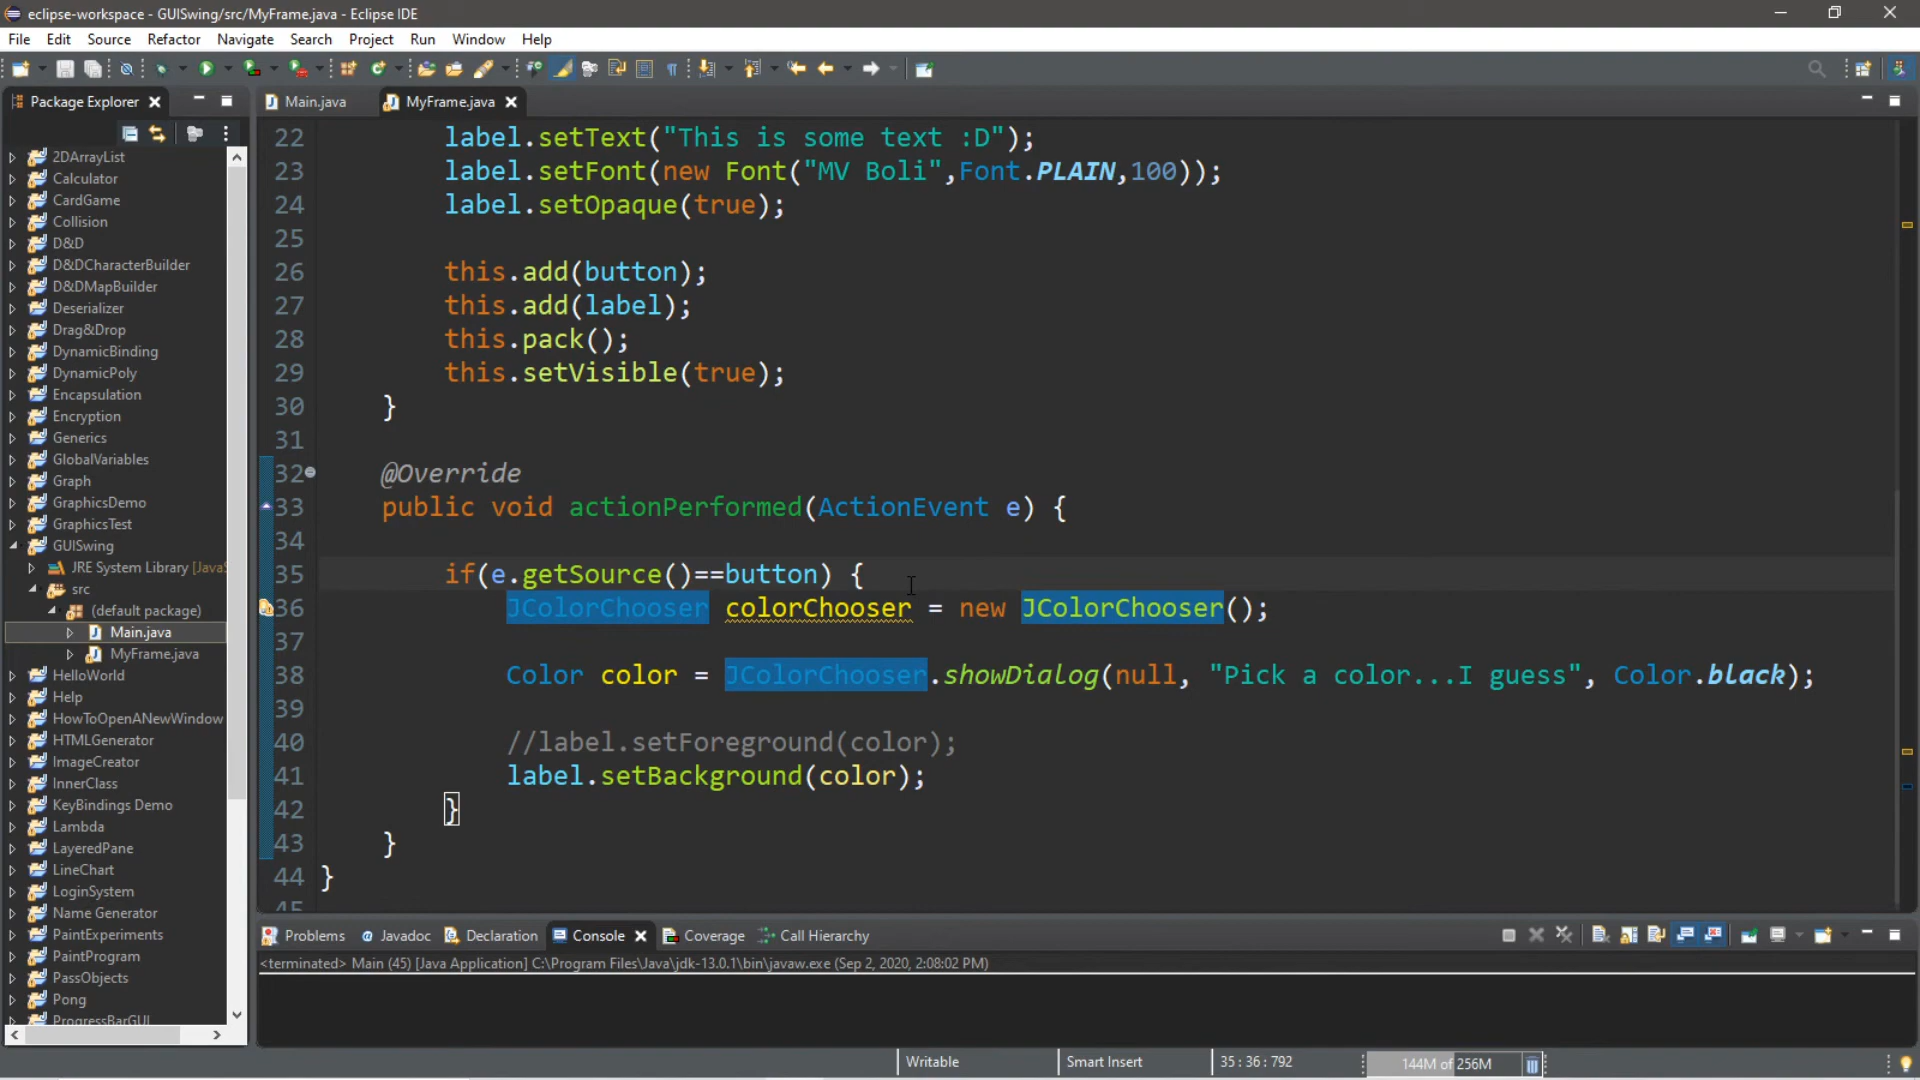 eclipse-workspace - GUISwing/src/MyFrame.java - Eclipse IDE
File Edit Source Refactor Navigate Search Project Run Window Help
Package Explorer
Main.java
MyFrame.java
2DArrayList
Calculator
CardGame
Collision
D&D
D&DCharacterBuilder
D&DMapBuilder
Deserializer
Drag&Drop
DynamicBinding
DynamicPoly
Encapsulation
Encryption
Generics
GlobalVariables
Graph
GraphicsDemo
GraphicsTest
GUISwing
JRE System Library [Java
src
(default package)
Main.java
MyFrame.java
HelloWorld
Help
HowToOpenANewWindow
HTMLGenerator
ImageCreator
InnerClass
KeyBindings Demo
Lambda
LayeredPane
LineChart
LoginSystem
Name Generator
PaintExperiments
PaintProgram
PassObjects
Pong
ProgressBarGUI
22 label.setText("This is some text :D");
23 label.setFont(new Font("MV Boli",Font.PLAIN,100));
24 label.setOpaque(true);
25
26 this.add(button);
27 this.add(label);
28 this.pack();
29 this.setVisible(true);
30 }
31
32 @Override
33 public void actionPerformed(ActionEvent e) {
34
35 if(e.getSource()==button) {
36 JColorChooser colorChooser = new JColorChooser();
37
38 Color color = JColorChooser.showDialog(null, "Pick a color...I guess", Color.black);
39
40 //label.setForeground(color);
41 label.setBackground(color);
42 }
43 }
44 }
45
Problems Javadoc Declaration Console Coverage Call Hierarchy
<terminated> Main (45) [Java Application] C:\Program Files\Java\jdk-13.0.1\bin\javaw.exe (Sep 2, 2020, 2:08:02 PM)
Writable Smart Insert 35 : 36 : 792 144M of 256M